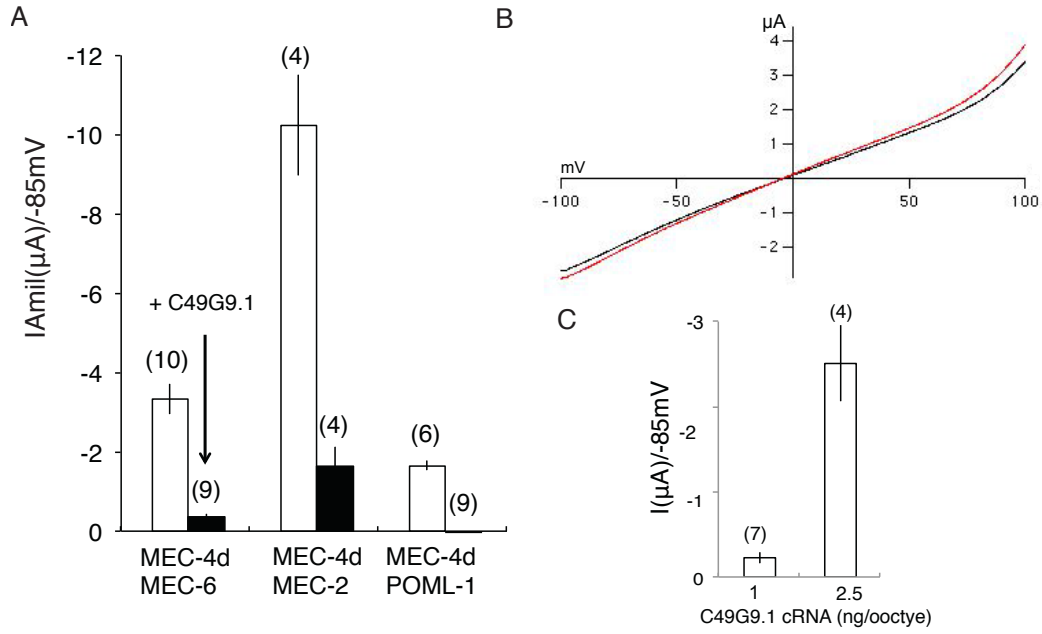 A
IAmil(μA)/-85mV
-12
-10
-8
-6
-4
-2
0
+ C49G9.1
(10)
(9)
(4)
(4)
(6)
(9)
MEC-4d
MEC-6
MEC-4d
MEC-2
MEC-4d
POML-1
B
μA
4
3
2
1
mV
-100
-50
50
100
-1
-2
C
I(μA)/-85mV
-3
-2
-1
0
(7)
(4)
1
2.5
C49G9.1 cRNA (ng/ooctye)